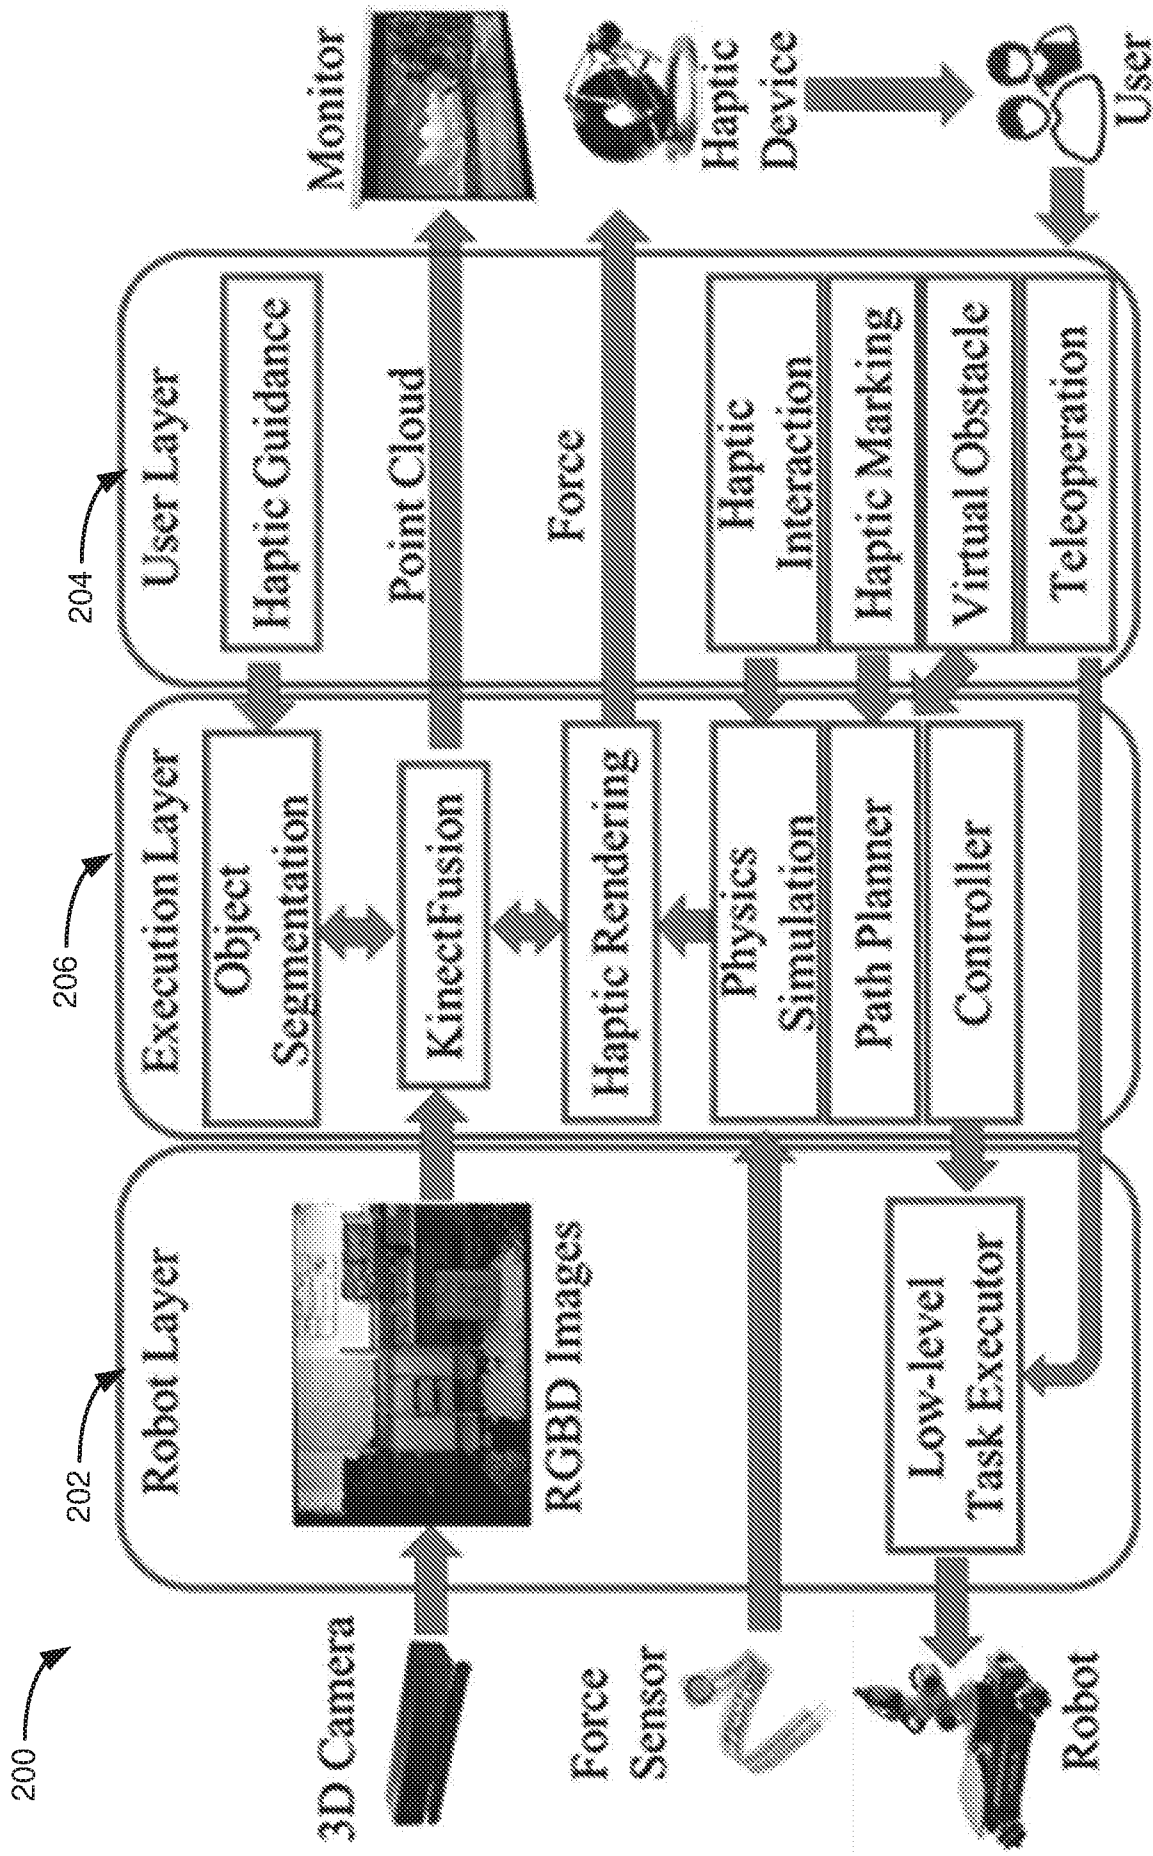 200
202
206
204
Robot Layer
Execution Layer
User Layer
3D Camera
RGBD Images
Force
Sensor
Low-level
Task Executor
Robot
Object
Segmentation
KinectFusion
Haptic Rendering
Physics
Simulation
Path Planner
Controller
Haptic Guidance
Point Cloud
Force
Haptic
Interaction
Haptic Marking
Virtual Obstacle
Teleoperation
Monitor
Haptic
Device
User